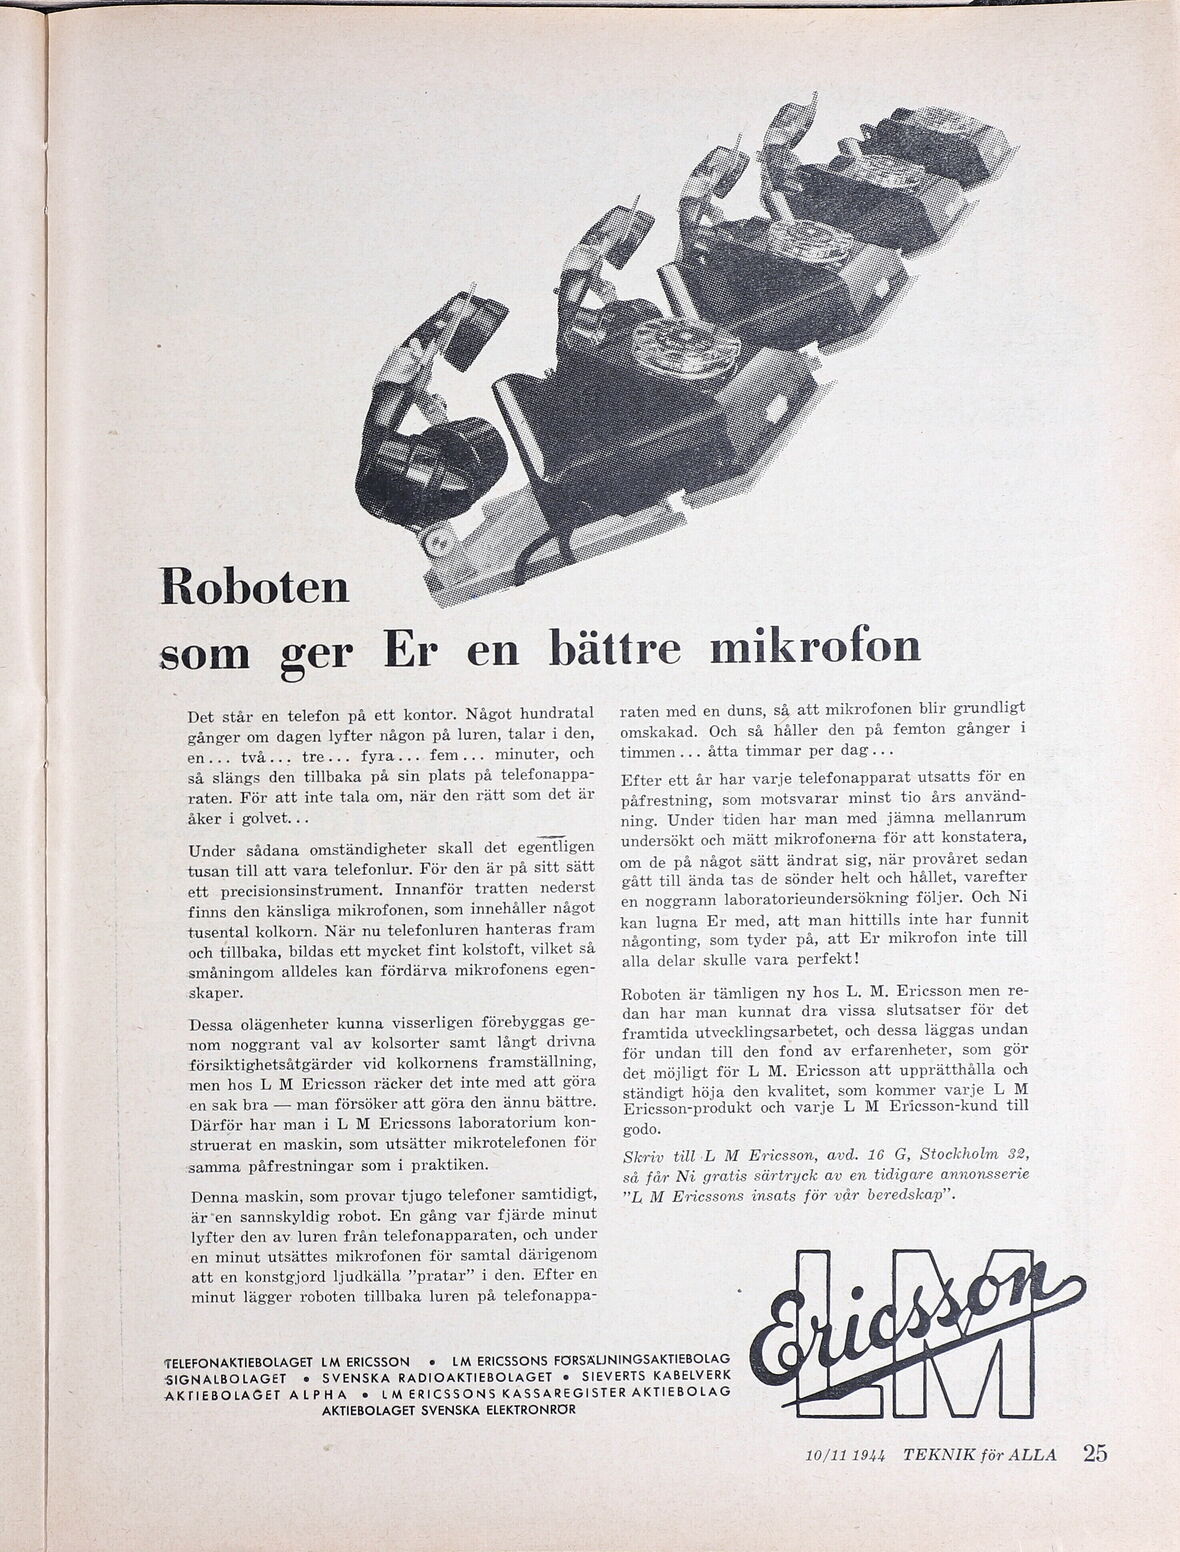 Roboten
som ger Er en bättre mikrofon
Det står en telefon på ett kontor. Något hundratal
gånger om dagen lyfter någon på luren, talar i den,
en... två... tre... fyra... fem... minuter, och
så slängs den tillbaka på sin plats på telefonappa-
raten. För att inte tala om, när den rätt som det är
åker i golvet...
Under sådana omständigheter skall det egentligen
tusan till att vara telefonlur. För den är på sitt sätt
ett precisionsinstrument. Innanför tratten nederst
finns den känsliga mikrofonen, som innehåller något
tusental kolkorn. När nu telefonluren hanteras fram
och tillbaka, bildas ett mycket fint kolstoft, vilket så
småningom alldeles kan fördärva mikrofonens egen-
skaper.
Dessa olägenheter kunna visserligen förebyggas ge-
nom noggrant val av kolsorter samt långt drivna
försiktighetsåtgärder vid kolkornens framställning,
men hos L M Ericsson räcker det inte med att göra
en sak bra — man försöker att göra den ännu bättre.
Därför har man i L M Ericssons laboratorium kon-
struerat en maskin, som utsätter mikrotelefonen för
samma påfrestningar som i praktiken.
Denna maskin, som provar tjugo telefoner samtidigt,
är en sannskyldig robot. En gång var fjärde minut
lyfter den av luren från telefonapparaten, och under
en minut utsättes mikrofonen för samtal därigenom
att en konstgjord ljudkälla "pratar" i den. Efter en
minut lägger roboten tillbaka luren på telefonappa-
raten med en duns, så att mikrofonen blir grundligt
omskakad. Och så håller den på femton gånger i
timmen ... åtta timmar per dag ...
Efter ett år har varje telefonapparat utsatts för en
påfrestning, som motsvarar minst tio års använd-
ning. Under tiden har man med jämna mellanrum
undersökt och mätt mikrofonerna för att konstatera,
om de på något sätt ändrat sig, när provåret sedan
gått till ända tas de sönder helt och hållet, varefter
en noggrann laboratorieundersökning följer. Och Ni
kan lugna Er med, att man hittills inte har funnit
någonting, som tyder på, att Er mikrofon inte till
alla delar skulle vara perfekt!
Roboten är tämligen ny hos L. M. Ericsson men re-
dan har man kunnat dra vissa slutsatser för det
framtida utvecklingsarbetet, och dessa läggas undan
för undan till den fond av erfarenheter, som gör
det möjligt för L M. Ericsson att upprätthålla och
ständigt höja den kvalitet, som kommer varje L M
Ericsson-produkt och varje L M Ericsson-kund till
godo.
Skriv till L M Ericsson, avd. 16 G, Stockholm 32,
så får Ni gratis särtryck av en tidigare annonsserie
"L M Ericssons insats för vår beredskap".
LM Ericsson
TELEFONAKTIEBOLAGET LM ERICSSON • LM ERICSSONS FÖRSÄLJNINGSAKTIEBOLAG
SIGNALBOLAGET • SVENSKA RADIOAKTIEBOLAGET • SIEVERTS KABELVERK
AKTIEBOLAGET ALPHA • LM ERICSSONS KASSAREGISTER AKTIEBOLAG
AKTIEBOLAGET SVENSKA ELEKTRONRÖR
10/11 1944 TEKNIK för ALLA 25